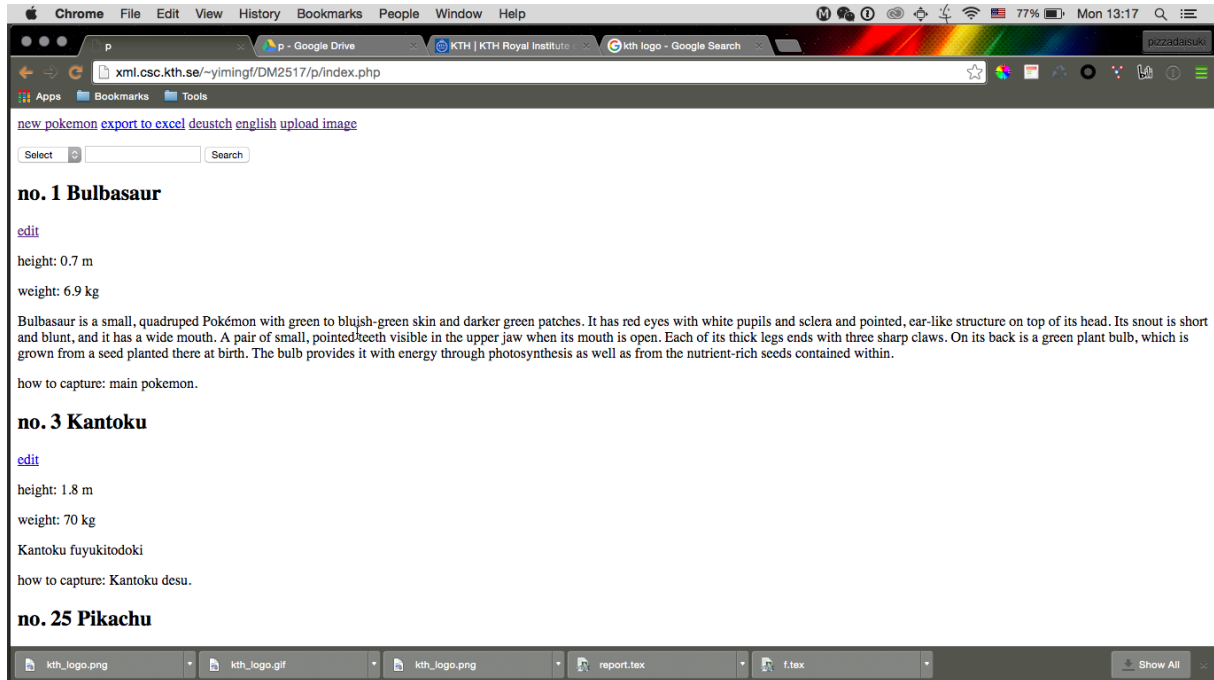 Chrome File Edit View History Bookmarks People Window Help 77% Mon 13:17
p p - Google Drive KTH | KTH Royal Institute kth logo - Google Search pizzadaisuki
xml.csc.kth.se/~yimingf/DM2517/p/index.php
Apps Bookmarks Tools
new pokemon export to excel deustch english upload image
Select Search
no. 1 Bulbasaur
edit
height: 0.7 m
weight: 6.9 kg
Bulbasaur is a small, quadruped Pokémon with green to bluish-green skin and darker green patches. It has red eyes with white pupils and sclera and pointed, ear-like structure on top of its head. Its snout is short
and blunt, and it has a wide mouth. A pair of small, pointed teeth visible in the upper jaw when its mouth is open. Each of its thick legs ends with three sharp claws. On its back is a green plant bulb, which is
grown from a seed planted there at birth. The bulb provides it with energy through photosynthesis as well as from the nutrient-rich seeds contained within.
how to capture: main pokemon.
no. 3 Kantoku
edit
height: 1.8 m
weight: 70 kg
Kantoku fuyukitodoki
how to capture: Kantoku desu.
no. 25 Pikachu
kth_logo.png kth_logo.gif kth_logo.png report.tex f.tex Show All